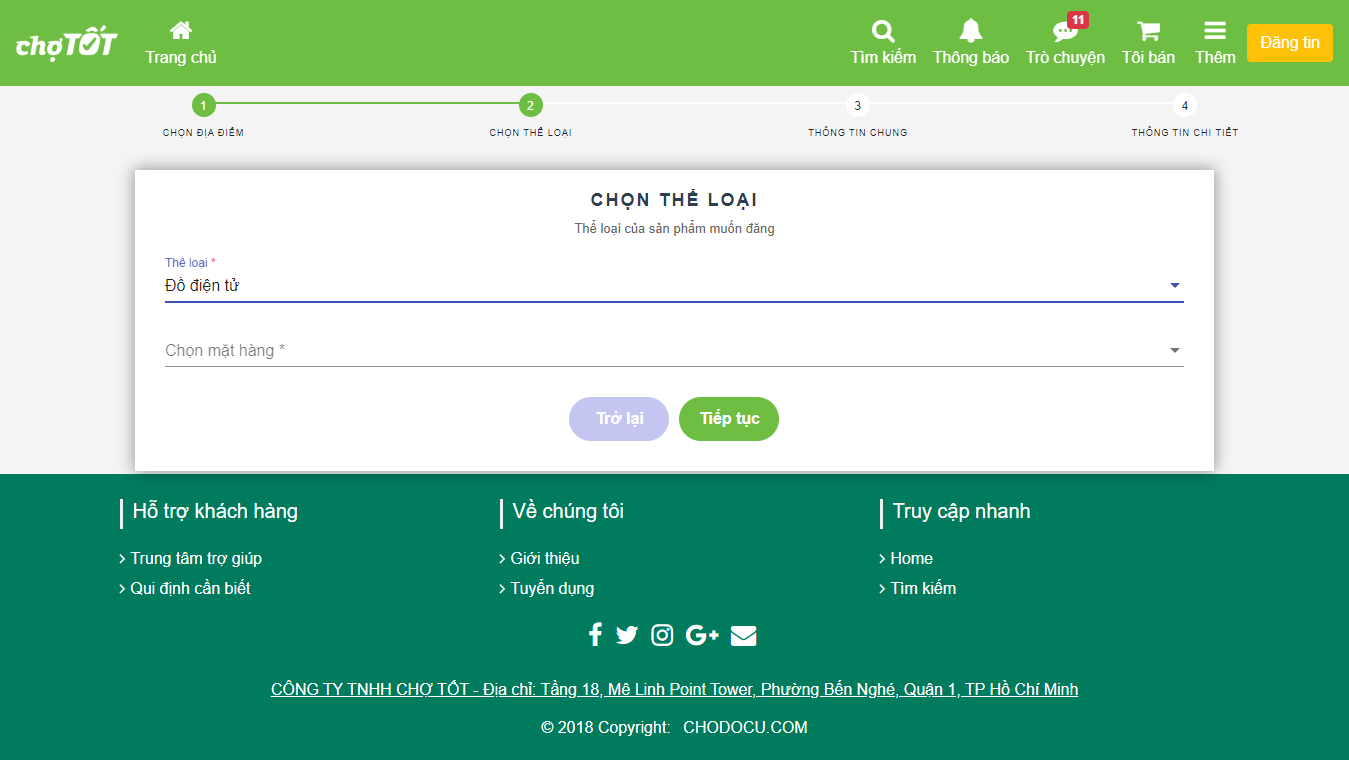 chợTỐT
Trang chủ
Tìm kiếm
Thông báo
11
Trò chuyện
Tôi bán
Thêm
Đăng tin
1
2
3
4
CHỌN ĐỊA ĐIỂM
CHỌN THỂ LOẠI
THÔNG TIN CHUNG
THÔNG TIN CHI TIẾT
CHỌN THỂ LOẠI
Thể loại của sản phẩm muốn đăng
Thể loại *
Đồ điện tử
Chọn mặt hàng *
Trở lại
Tiếp tục
Hỗ trợ khách hàng
Trung tâm trợ giúp
Qui định cần biết
Về chúng tôi
Giới thiệu
Tuyển dụng
Truy cập nhanh
Home
Tìm kiếm
CÔNG TY TNHH CHỢ TỐT - Địa chỉ: Tầng 18, Mê Linh Point Tower, Phường Bến Nghé, Quận 1, TP Hồ Chí Minh
© 2018 Copyright: CHODOCU.COM